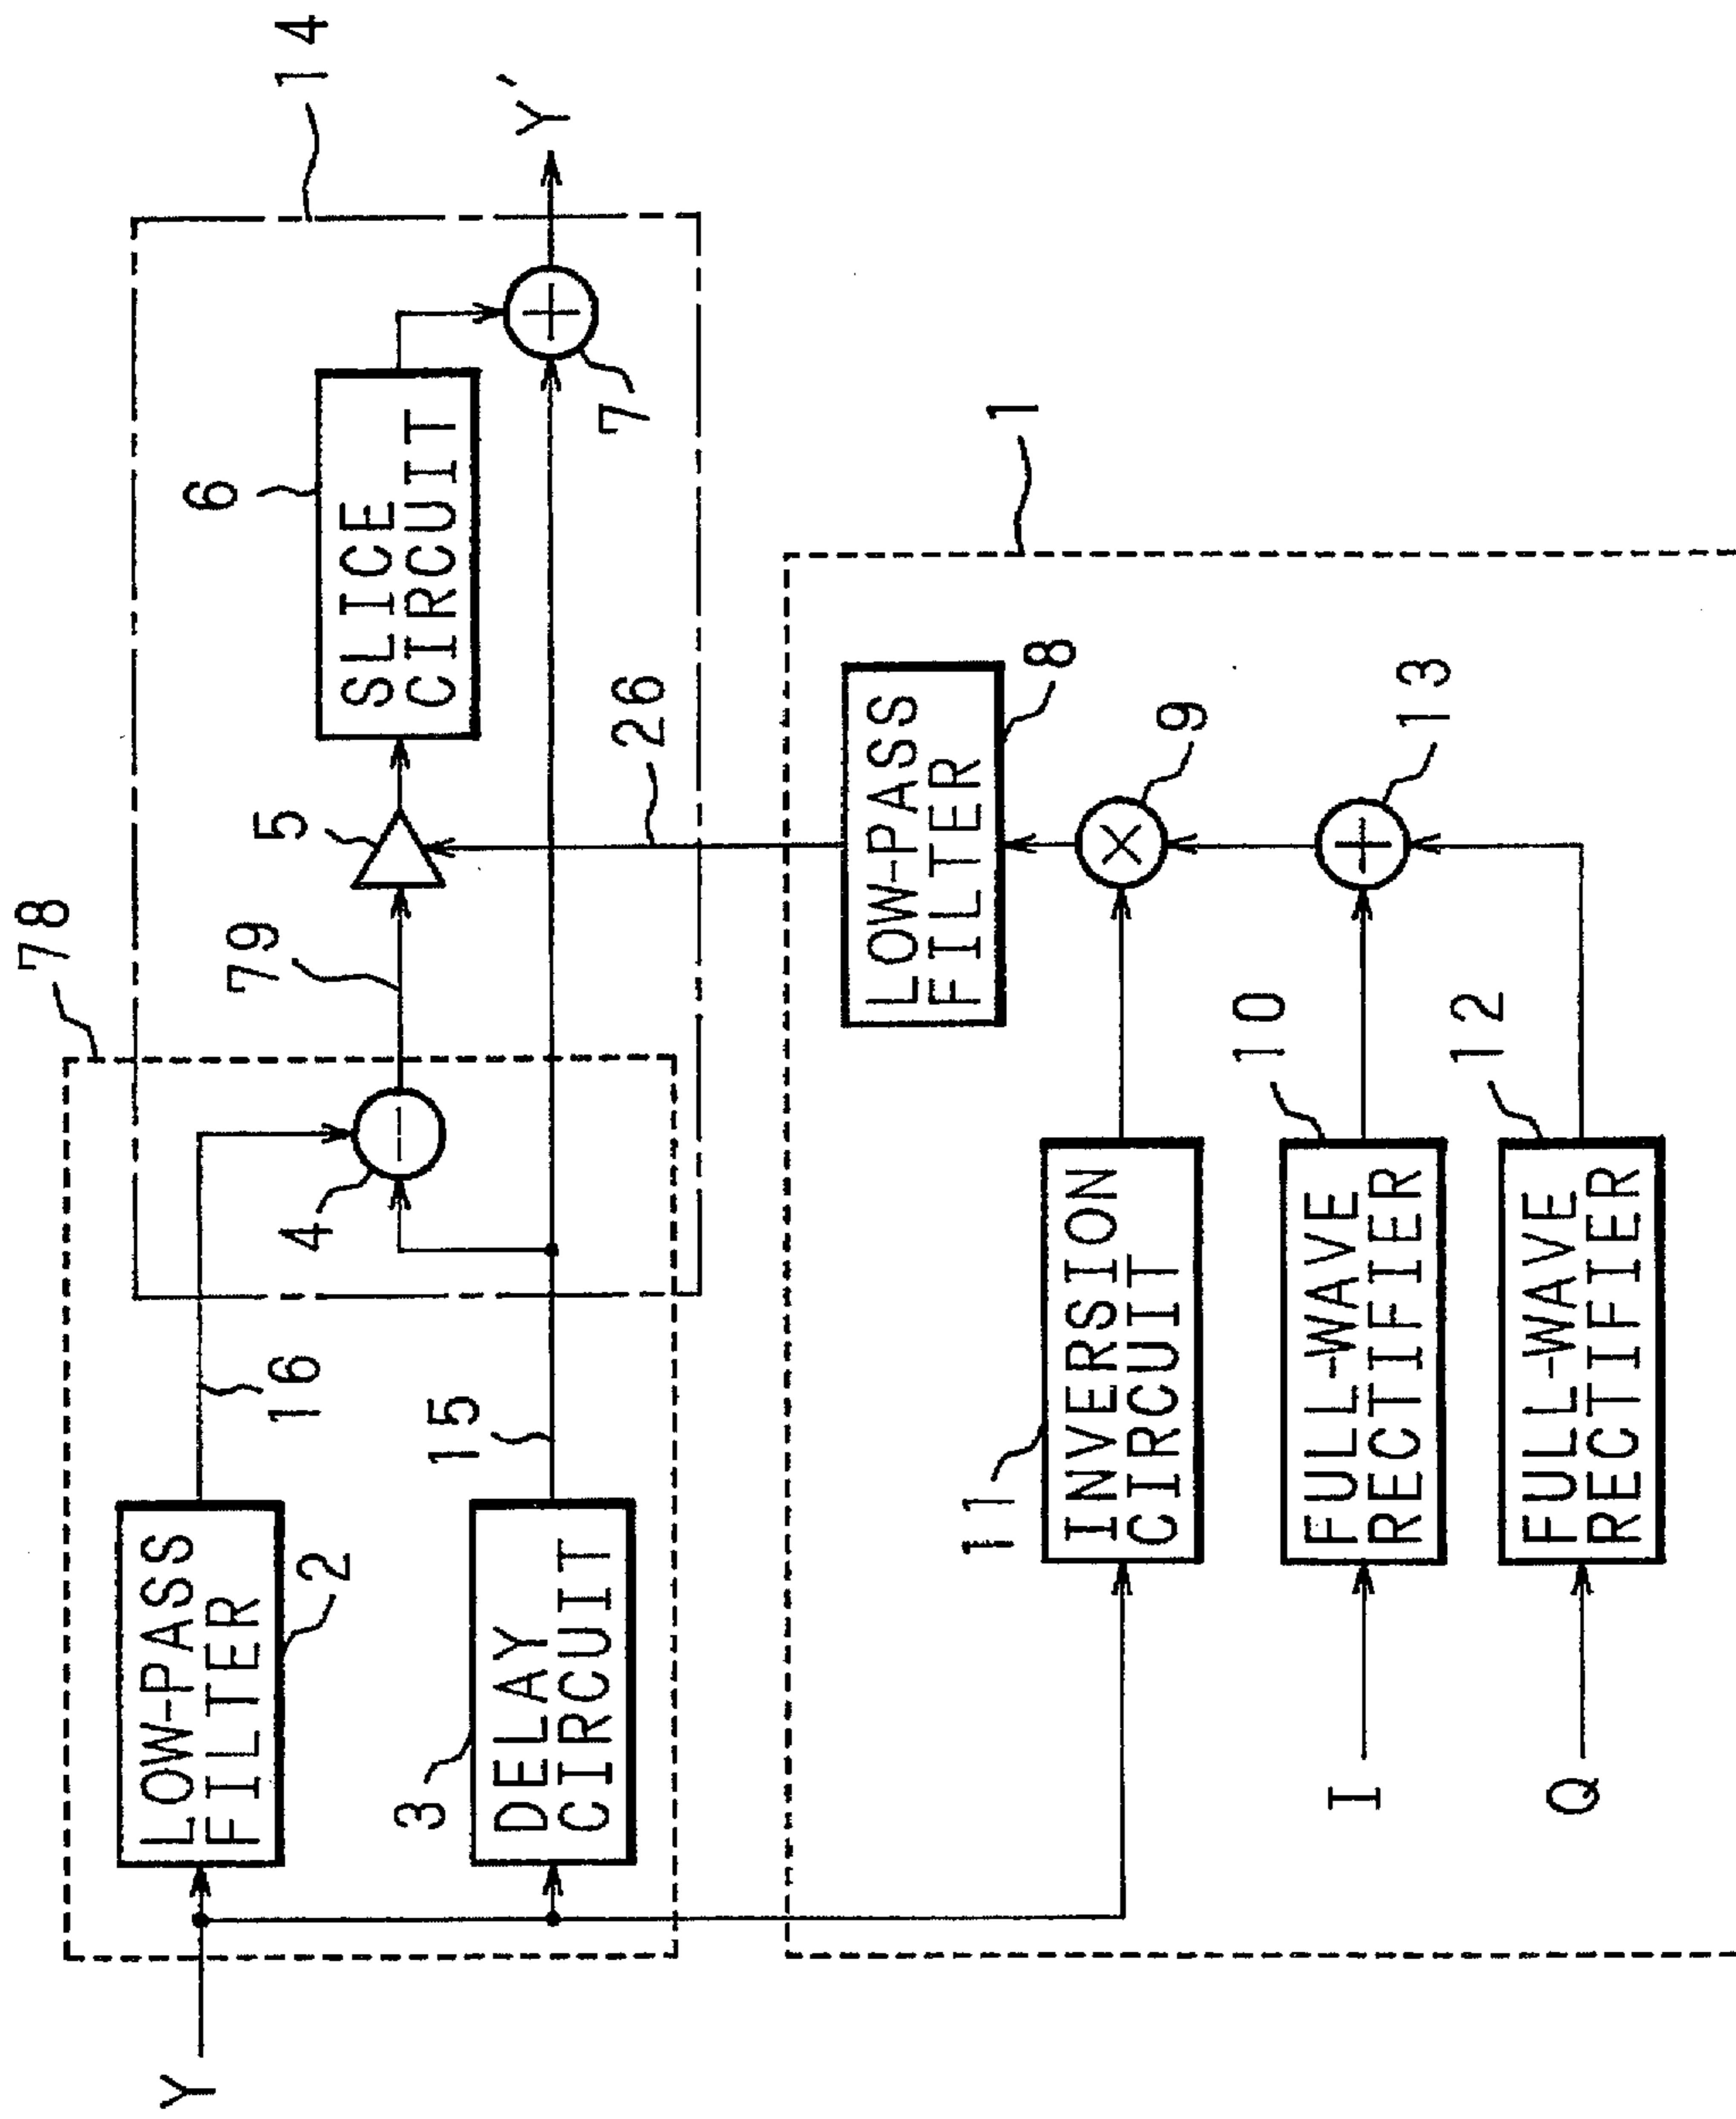 78
14
LOW-PASS
FILTER
2
16
4
79
5
6
SLICE
CIRCUIT
Y
3
DELAY
CIRCUIT
15
7
Y'
26
1
LOW-PASS
FILTER
8
11
INVERSION
CIRCUIT
9
I
10
FULL-WAVE
RECTIFIER
13
Q
12
FULL-WAVE
RECTIFIER